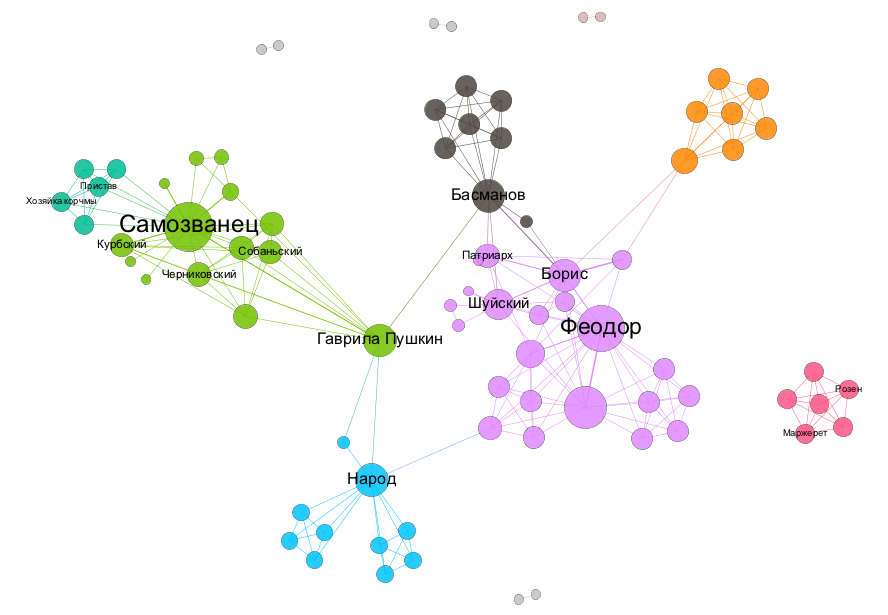 Басманов
Пристав
Хозяйка корчмы
Самозванец
Курбский
Собаньский
Черниковский
Патриарх
Борис
Шуйский
Феодор
Гаврила Пушкин
Розен
Маржерет
Народ